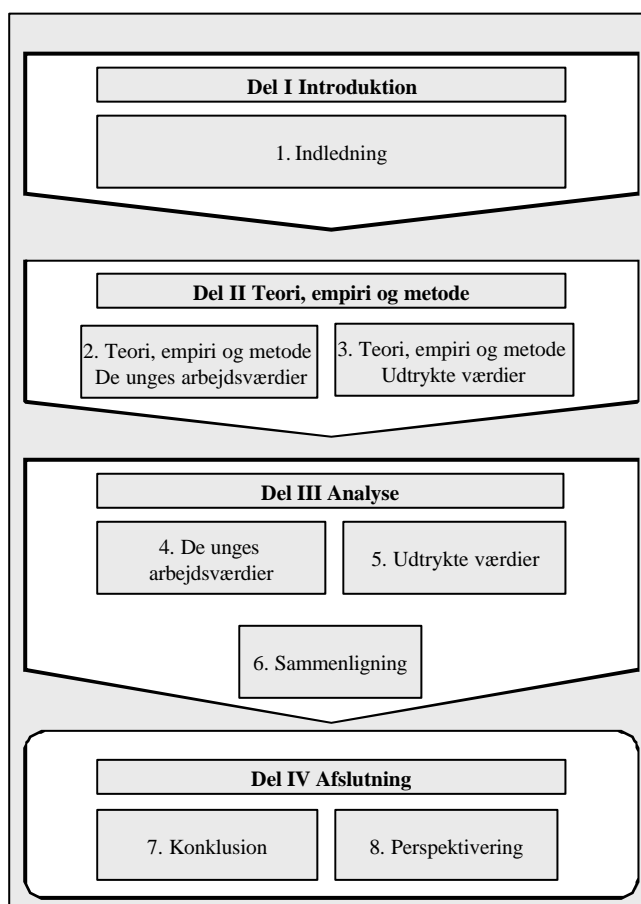 Del I Introduktion
1. Indledning
Del II Teori, empiri og metode
2. Teori, empiri og metode
De unges arbejdsværdier
3. Teori, empiri og metode
Udtrykte værdier
Del III Analyse
4. De unges
arbejdsværdier
5. Udtrykte værdier
6. Sammenligning
Del IV Afslutning
7. Konklusion
8. Perspektivering